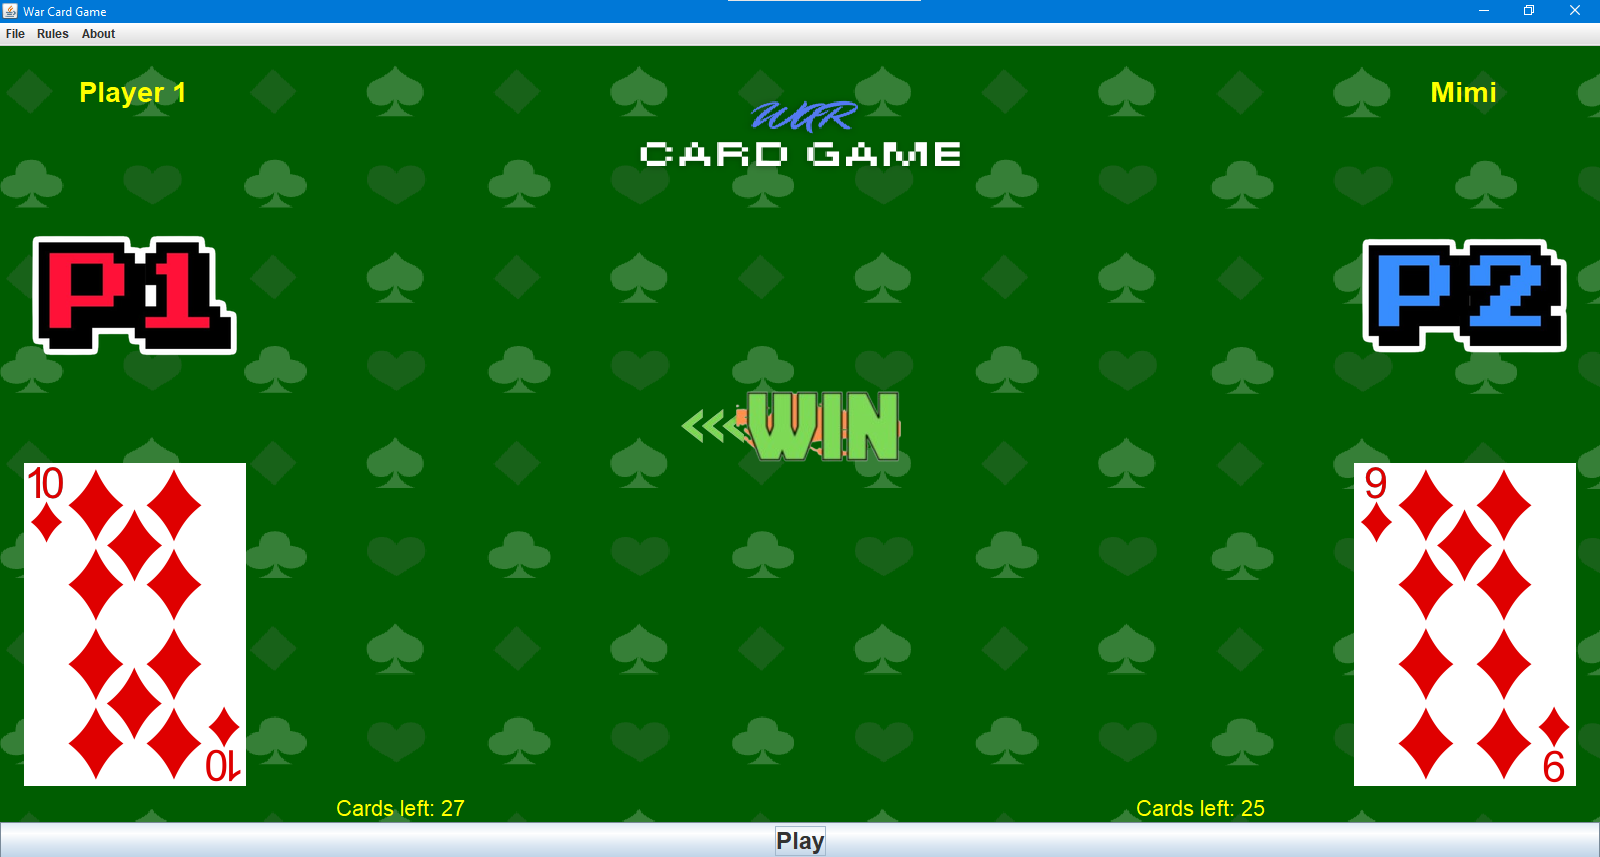 War Card Game
File Rules About
Player 1
Mimi
WAR
CARD GAME
P1
P2
<<<WIN
10
9
10
9
Cards left: 27
Cards left: 25
Play